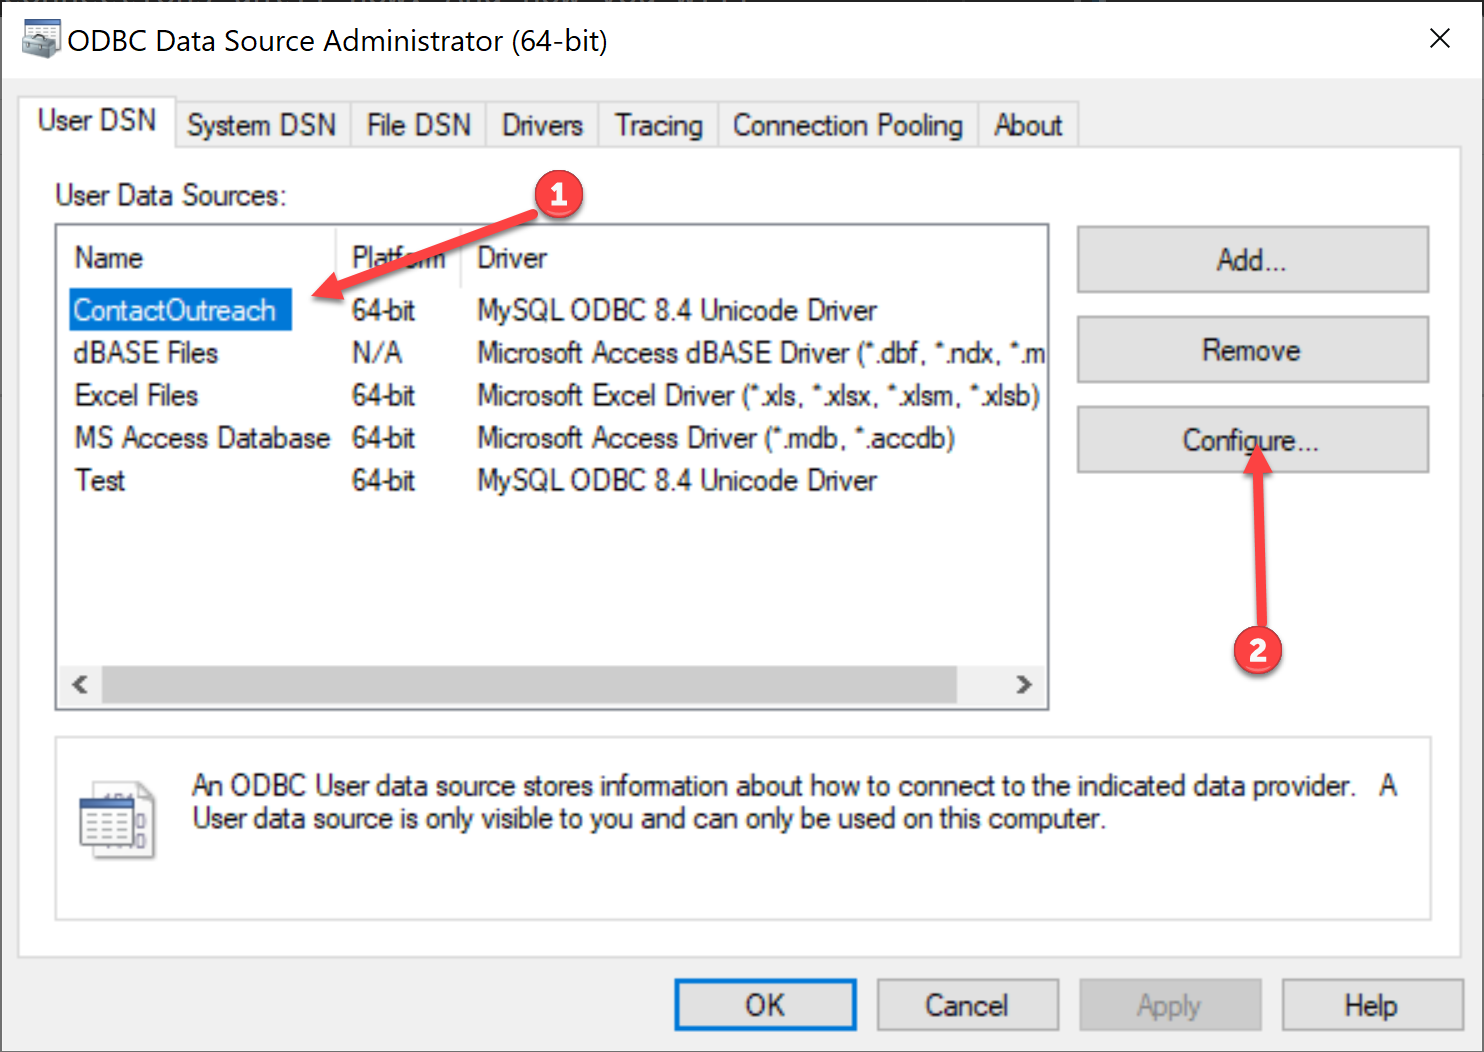 ODBC Data Source Administrator (64-bit)
User DSN System DSN File DSN Drivers Tracing Connection Pooling About
User Data Sources:
1
Name Platform Driver
ContactOutreach 64-bit MySQL ODBC 8.4 Unicode Driver
dBASE Files N/A Microsoft Access dBASE Driver (*.dbf, *.ndx, *.m
Excel Files 64-bit Microsoft Excel Driver (*.xls, *.xlsx, *.xlsm, *.xlsb)
MS Access Database 64-bit Microsoft Access Driver (*.mdb, *.accdb)
Test 64-bit MySQL ODBC 8.4 Unicode Driver
Add...
Remove
Configure...
2
An ODBC User data source stores information about how to connect to the indicated data provider. A
User data source is only visible to you and can only be used on this computer.
OK Cancel Apply Help